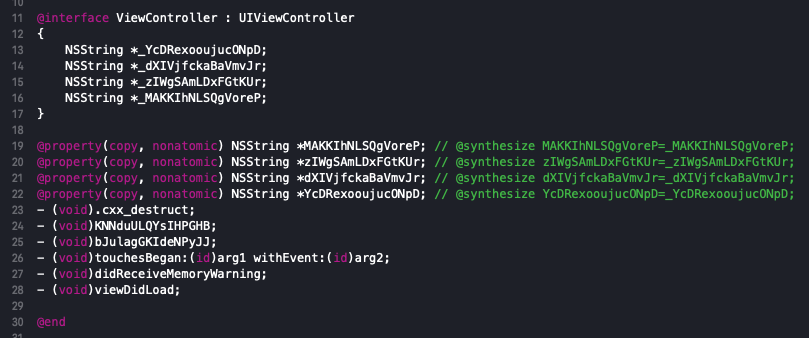 10
11 @interface ViewController : UIViewController
12 {
13     NSString *_YcDRexooujucONpD;
14     NSString *_dXIVjfckaBaVmvJr;
15     NSString *_zIWgSAmLDxFGtKUr;
16     NSString *_MAKKIhNLSQgVoreP;
17 }
18
19 @property(copy, nonatomic) NSString *MAKKIhNLSQgVoreP; // @synthesize MAKKIhNLSQgVoreP=_MAKKIhNLSQgVoreP;
20 @property(copy, nonatomic) NSString *zIWgSAmLDxFGtKUr; // @synthesize zIWgSAmLDxFGtKUr=_zIWgSAmLDxFGtKUr;
21 @property(copy, nonatomic) NSString *dXIVjfckaBaVmvJr; // @synthesize dXIVjfckaBaVmvJr=_dXIVjfckaBaVmvJr;
22 @property(copy, nonatomic) NSString *YcDRexooujucONpD; // @synthesize YcDRexooujucONpD=_YcDRexooujucONpD;
23 - (void).cxx_destruct;
24 - (void)KNNduULQYsIHPGHB;
25 - (void)bJulagGKIdeNPyJJ;
26 - (void)touchesBegan:(id)arg1 withEvent:(id)arg2;
27 - (void)didReceiveMemoryWarning;
28 - (void)viewDidLoad;
29
30 @end
31